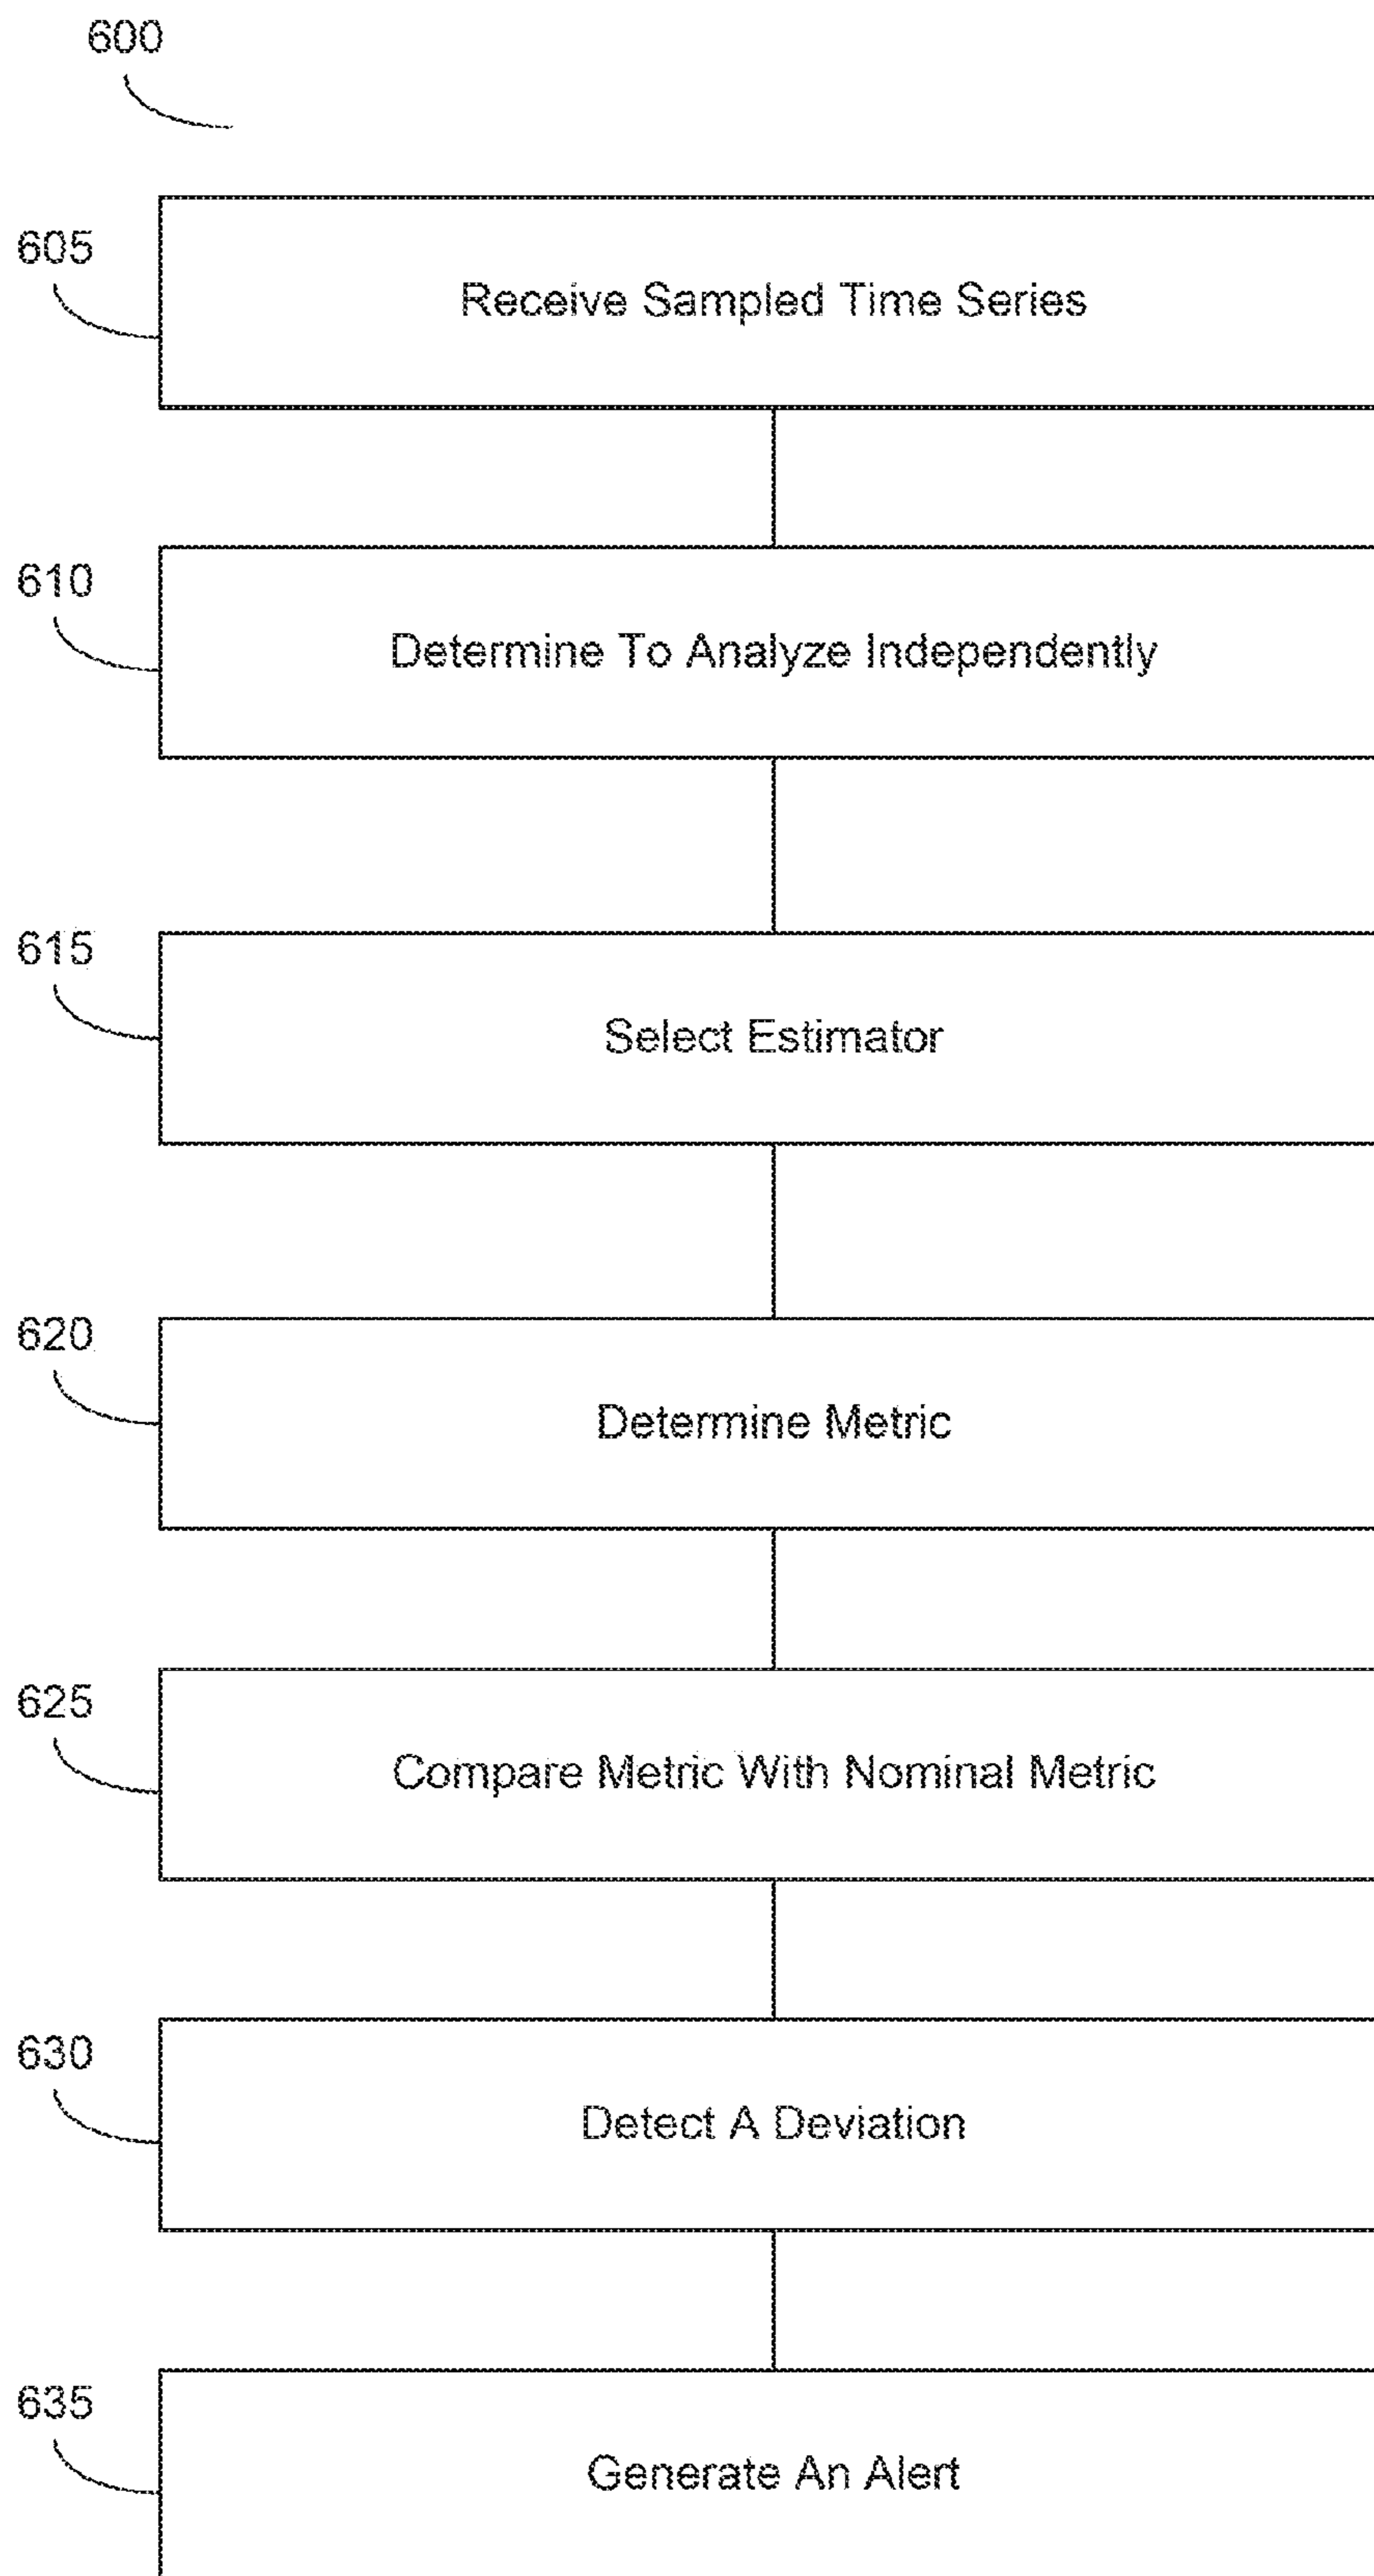 600
605
Receive Sampled Time Series
610
Determine To Analyze Independently
615
Select Estimator
620
Determine Metric
625
Compare Metric With Nominal Metric
630
Detect A Deviation
635
Generate An Alert